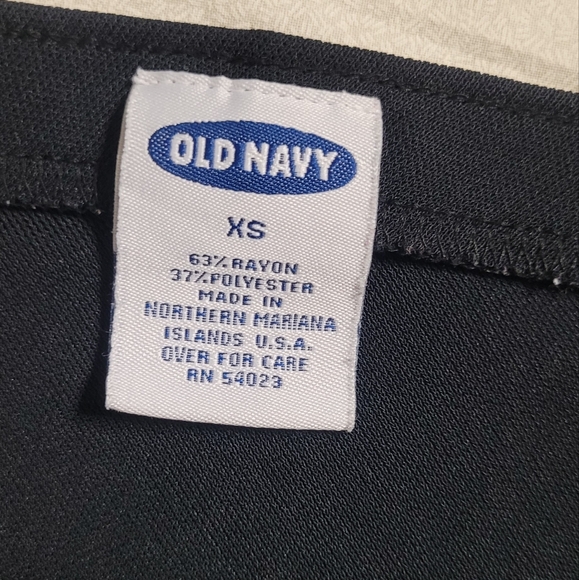 OLD NAVY
XS
63% RAYON
37% POLYESTER
MADE IN
NORTHERN MARIANA
ISLANDS U.S.A.
OVER FOR CARE
RN 54023